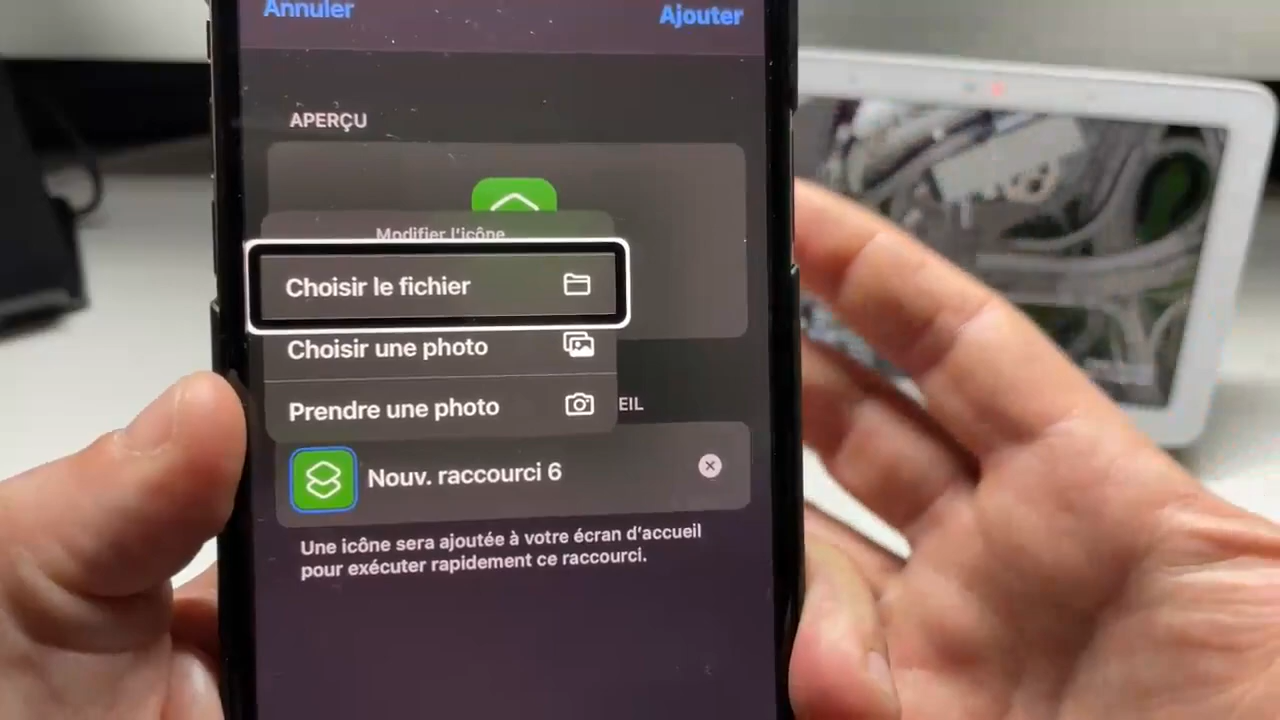 Annuler
Ajouter
APERÇU
Modifier l'icône
Choisir le fichier
Choisir une photo
Prendre une photo
EIL
Nouv. raccourci 6
Une icône sera ajoutée à votre écran d'accueil
pour exécuter rapidement ce raccourci.